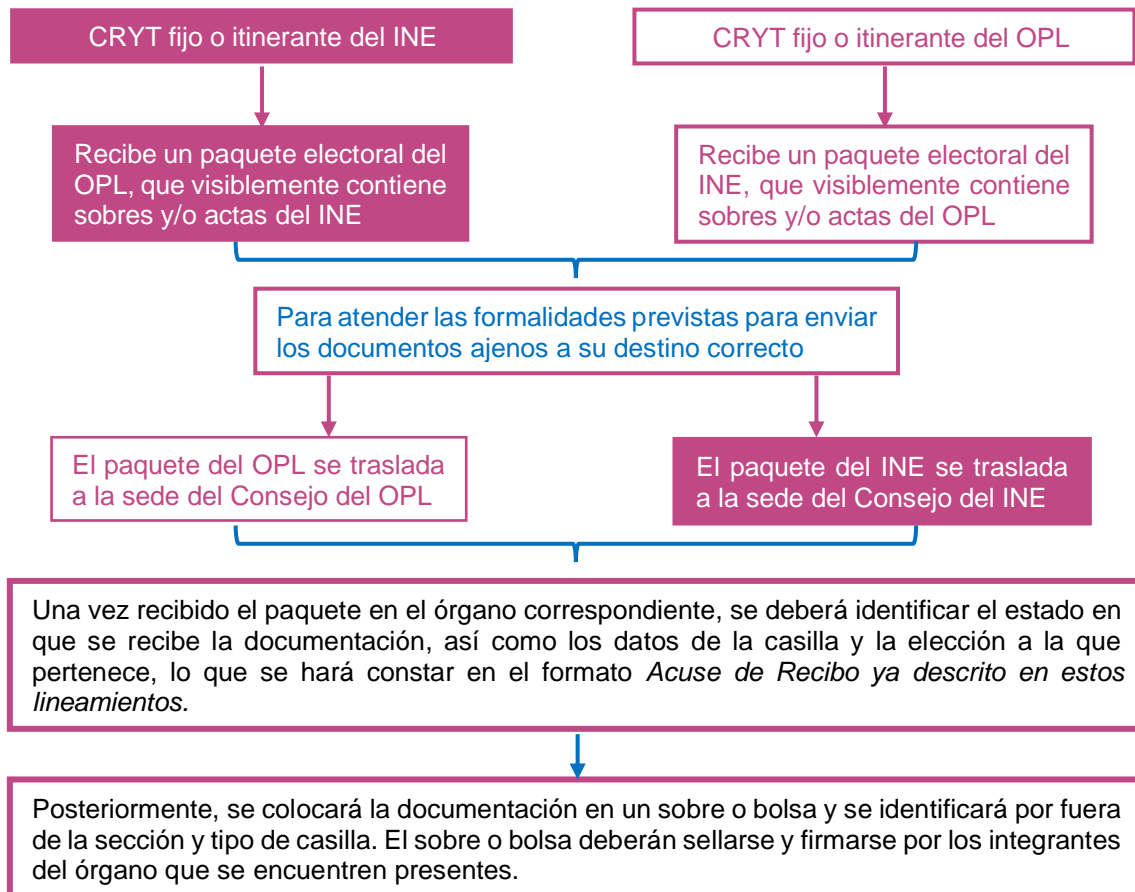 CRYT fijo o itinerante del INE
CRYT fijo o itinerante del OPL
Recibe un paquete electoral del
OPL, que visiblemente contiene
sobres y/o actas del INE
Recibe un paquete electoral del
INE, que visiblemente contiene
sobres y/o actas del OPL
Para atender las formalidades previstas para enviar
los documentos ajenos a su destino correcto
El paquete del OPL se traslada
a la sede del Consejo del OPL
El paquete del INE se traslada
a la sede del Consejo del INE
Una vez recibido el paquete en el órgano correspondiente, se deberá identificar el estado en
que se recibe la documentación, así como los datos de la casilla y la elección a la que
pertenece, lo que se hará constar en el formato Acuse de Recibo ya descrito en estos
lineamientos.
Posteriormente, se colocará la documentación en un sobre o bolsa y se identificará por fuera
de la sección y tipo de casilla. El sobre o bolsa deberán sellarse y firmarse por los integrantes
del órgano que se encuentren presentes.